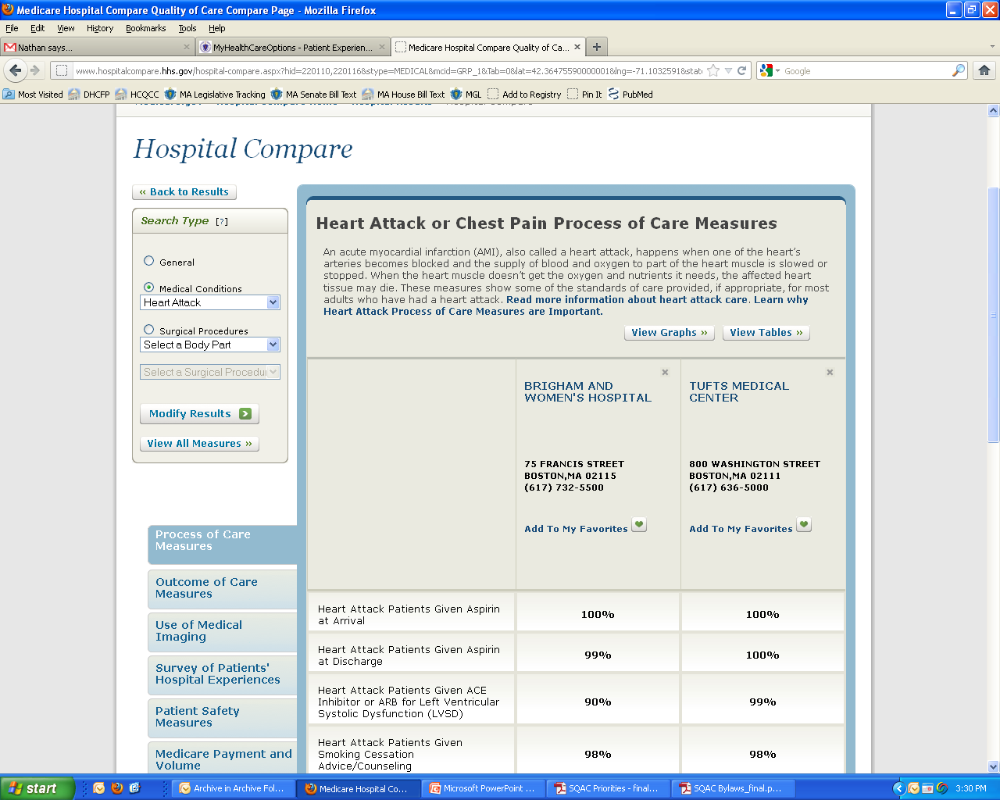 Medicare Hospital Compare Quality of Care Compare Page - Mozilla Firefox
File Edit View History Bookmarks Tools Help
Nathan says...
MyHealthCareOptions - Patient Experien...
Medicare Hospital Compare Quality of Ca...
www.hospitalcompare.hhs.gov/hospital-compare.aspx?hid=220110,220116&stype=MEDICAL&mcid=GRP_1&Tab=0&lat=42.364755900000001&lng=-71.1032591&stat
Google
Most Visited DHCFP HCQCC MA Legislative Tracking MA Senate Bill Text MA House Bill Text MGL Add to Registry Pin It PubMed
Hospital Compare
« Back to Results
Search Type [?]
General
Medical Conditions
Heart Attack
Surgical Procedures
Select a Body Part
Select a Surgical Procedu
Modify Results
View All Measures »
Process of Care
Measures
Outcome of Care
Measures
Use of Medical
Imaging
Survey of Patients'
Hospital Experiences
Patient Safety
Measures
Medicare Payment and
Volume
Heart Attack or Chest Pain Process of Care Measures
An acute myocardial infarction (AMI), also called a heart attack, happens when one of the heart’s
arteries becomes blocked and the supply of blood and oxygen to part of the heart muscle is slowed or
stopped. When the heart muscle doesn’t get the oxygen and nutrients it needs, the affected heart
tissue may die. These measures show some of the standards of care provided, if appropriate, for most
adults who have had a heart attack. Read more information about heart attack care. Learn why
Heart Attack Process of Care Measures are Important.
View Graphs » View Tables »
BRIGHAM AND
WOMEN'S HOSPITAL
75 FRANCIS STREET
BOSTON,MA 02115
(617) 732-5500
Add To My Favorites
TUFTS MEDICAL
CENTER
800 WASHINGTON STREET
BOSTON,MA 02111
(617) 636-5000
Add To My Favorites
Heart Attack Patients Given Aspirin
at Arrival
100% 100%
Heart Attack Patients Given Aspirin
at Discharge
99% 100%
Heart Attack Patients Given ACE
Inhibitor or ARB for Left Ventricular
Systolic Dysfunction (LVSD)
90% 99%
Heart Attack Patients Given
Smoking Cessation
Advice/Counseling
98% 98%
start
Archive in Archive Fol...
Medicare Hospital Co...
Microsoft PowerPoint ...
SQAC Priorities - final...
SQAC Bylaws_final.p...
3:30 PM